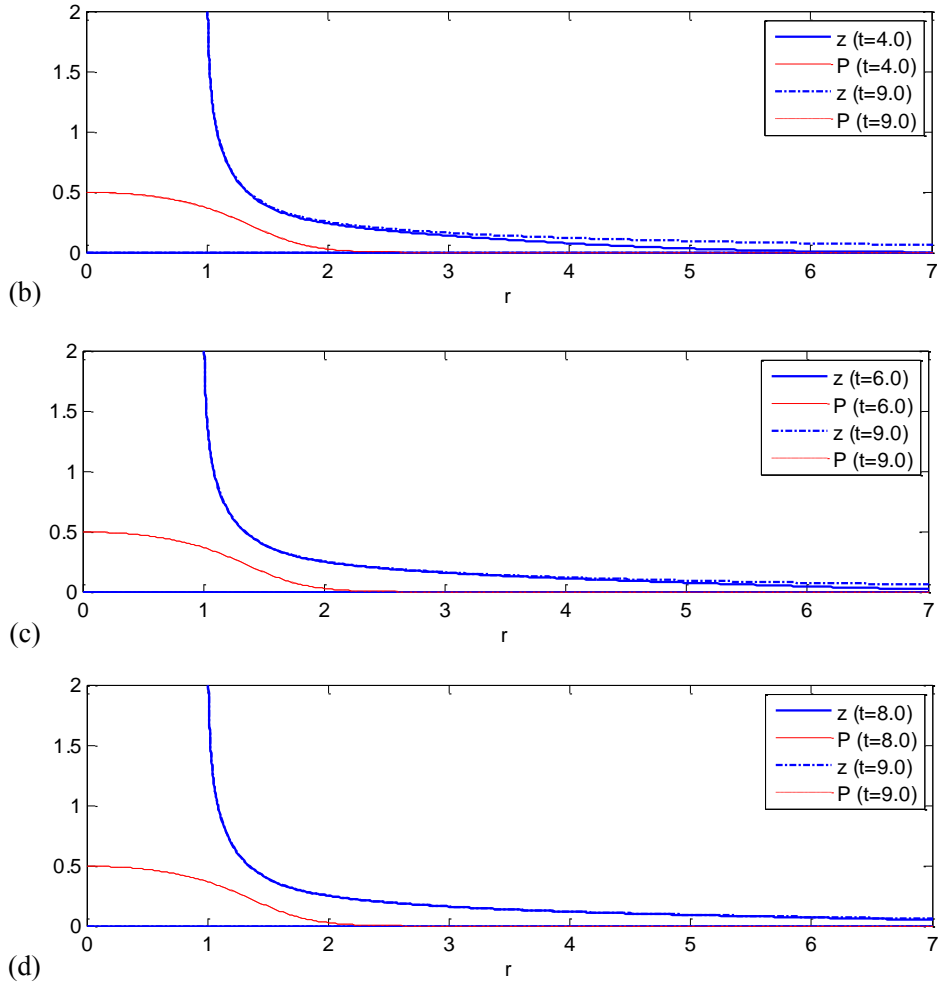 2
1.5
1
0.5
0
0 1 2 3 4 5 6 7
r
z (t=4.0)
P (t=4.0)
z (t=9.0)
P (t=9.0)
(b)
2
1.5
1
0.5
0
0 1 2 3 4 5 6 7
r
z (t=6.0)
P (t=6.0)
z (t=9.0)
P (t=9.0)
(c)
2
1.5
1
0.5
0
0 1 2 3 4 5 6 7
r
z (t=8.0)
P (t=8.0)
z (t=9.0)
P (t=9.0)
(d)